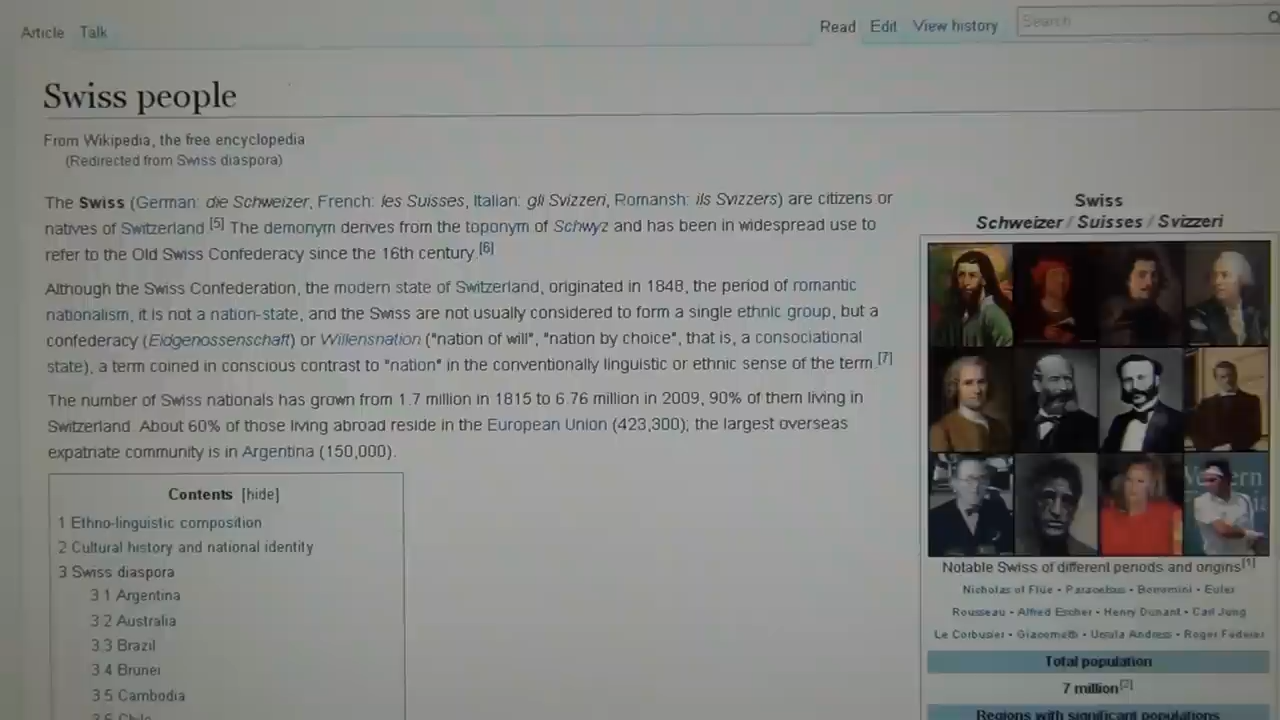 Article Talk
Read Edit View history Search
Swiss people
From Wikipedia, the free encyclopedia
(Redirected from Swiss diaspora)
The Swiss (German: die Schweizer, French: les Suisses, Italian: gli Svizzeri, Romansh: ils Svizzers) are citizens or
natives of Switzerland.[5] The demonym derives from the toponym of Schwyz and has been in widespread use to
refer to the Old Swiss Confederacy since the 16th century.[6]
Although the Swiss Confederation, the modern state of Switzerland, originated in 1848, the period of romantic
nationalism, it is not a nation-state, and the Swiss are not usually considered to form a single ethnic group, but a
confederacy (Eidgenossenschaft) or Willensnation ("nation of will", "nation by choice", that is, a consociational
state), a term coined in conscious contrast to "nation" in the conventionally linguistic or ethnic sense of the term.[7]
The number of Swiss nationals has grown from 1.7 million in 1815 to 6.76 million in 2009, 90% of them living in
Switzerland. About 60% of those living abroad reside in the European Union (423,300), the largest overseas
expatriate community is in Argentina (150,000).
Contents [hide]
1 Ethno-linguistic composition
2 Cultural history and national identity
3 Swiss diaspora
3.1 Argentina
3.2 Australia
3.3 Brazil
3.4 Brunei
3.5 Cambodia
3.6 Chile
Swiss
Schweizer / Suisses / Svizzeri
Notable Swiss of different periods and origins[1]
Nicholas of Flüe • Paracelsus • Borromini • Euler
Rousseau • Alfred Escher • Henry Dunant • Carl Jung
Le Corbusier • Giacometti • Ursula Andress • Roger Federer
Total population
7 million[2]
Regions with significant populations